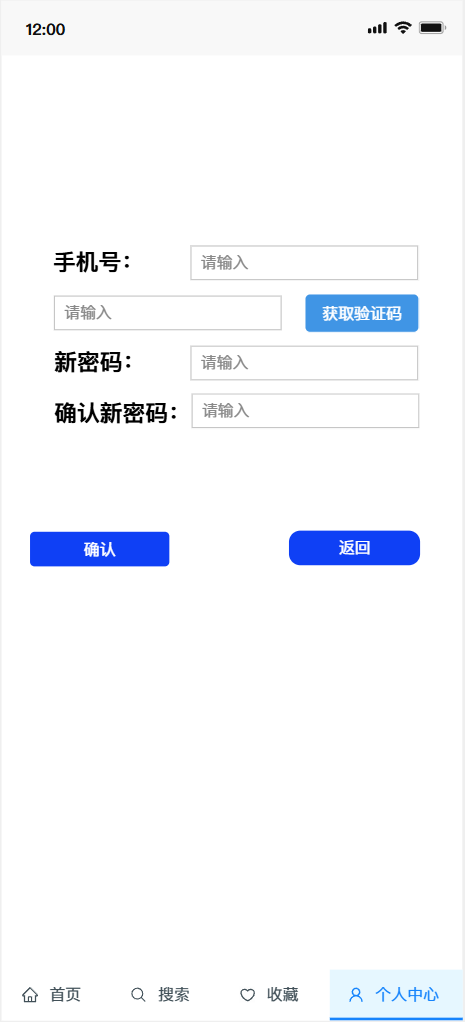 12:00
手机号：
请输入
请输入
获取验证码
新密码：
请输入
确认新密码：
请输入
确认
返回
首页
搜索
收藏
个人中心